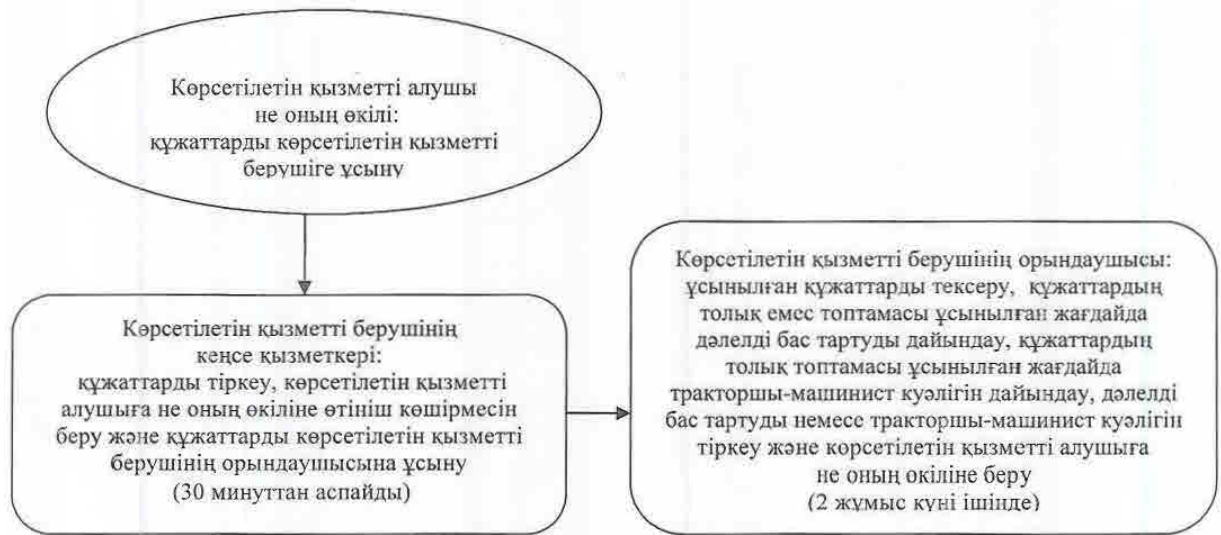 Көрсетілетін қызметті алушы
не оның өкілі:
құжаттарды көрсетілетін қызметті
берушіге ұсыну
Көрсетілетін қызметті берушінің
кеңсе қызметкері:
құжаттарды тіркеу, көрсетілетін қызметті
алушыға не оның өкіліне өтініш көшірмесін
беру және құжаттарды көрсетілетін қызметті
берушінің орындаушысына ұсыну
(30 минуттан аспайды)
Көрсетілетін қызметті берушінің орындаушысы:
ұсынылған құжаттарды тексеру, құжаттардың
толық емес топтамасы ұсынылған жағдайда
дәлелді бас тартуды дайындау, құжаттардың
толық топтамасы ұсынылған жағдайда
тракторшы-машинист куәлігін дайындау, дәлелді
бас тартуды немесе тракторшы-машинист куәлігін
тіркеу және көрсетілетін қызметті алушыға
не оның өкіліне беру
(2 жұмыс күні ішінде)